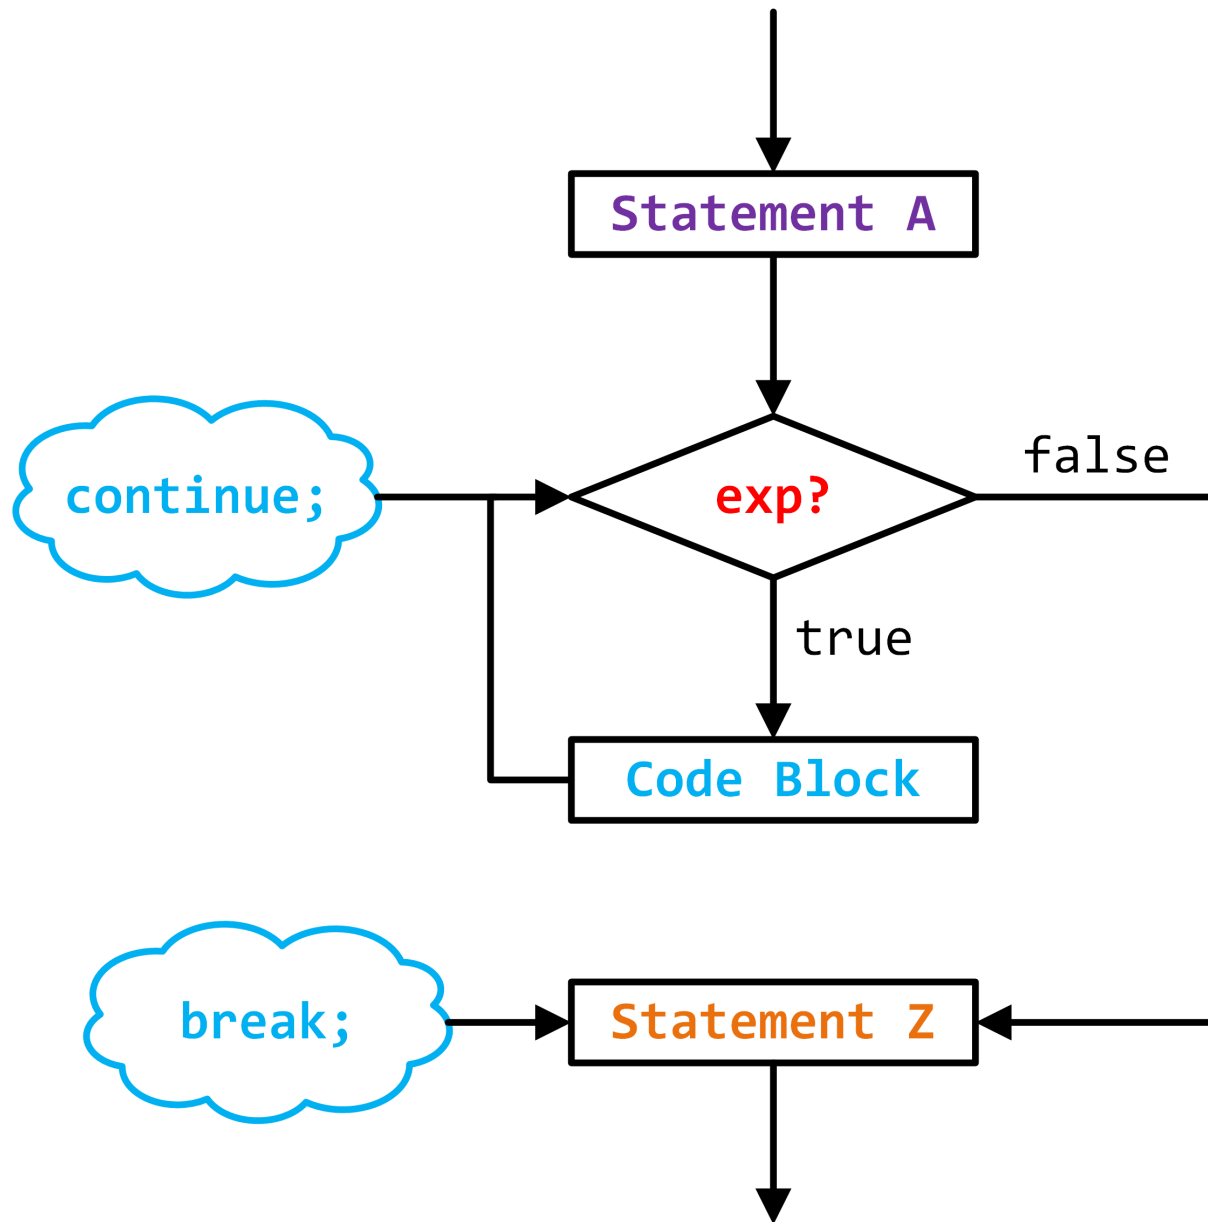 Statement A
false
continue;
exp?
true
Code Block
break;
Statement Z